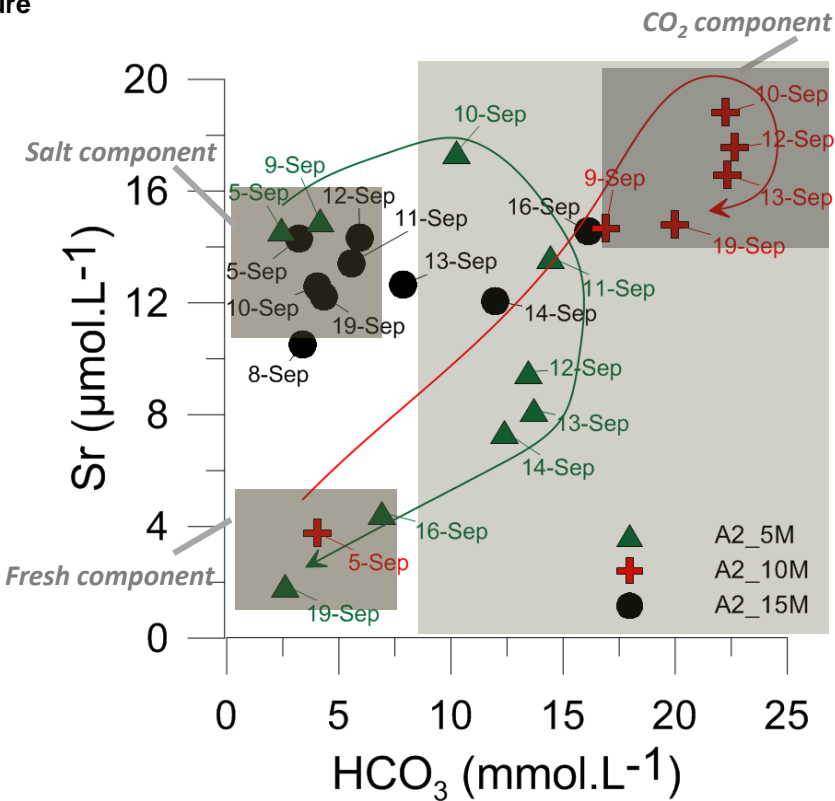 ure
CO₂ component
20
10-Sep
10-Sep
12-Sep
Salt component
9-Sep
16
5-Sep
12-Sep
9-Sep
13-Sep
16-Sep
11-Sep
19-Sep
5-Sep
13-Sep
11-Sep
10-Sep
12
19-Sep
14-Sep
8-Sep
12-Sep
8
13-Sep
14-Sep
Sr (µmol.L-1)
4
16-Sep
A2_5M
5-Sep
A2_10M
Fresh component
19-Sep
A2_15M
0
0 5 10 15 20 25
HCO₃ (mmol.L-1)